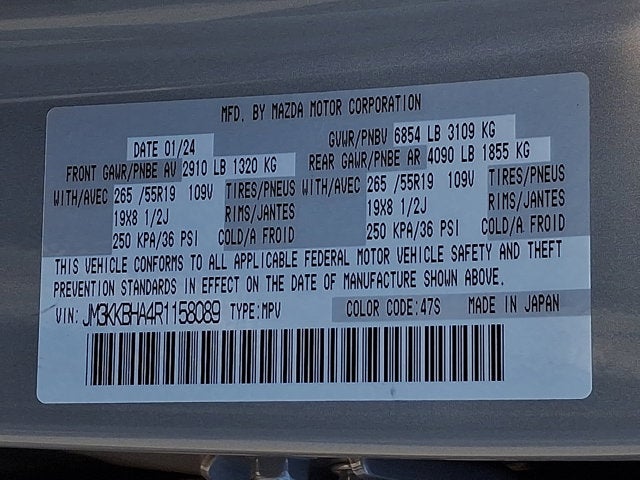 MFD. BY MAZDA MOTOR CORPORATION
DATE 01/24 GVWR/PNBV 6854 LB 3109 KG
FRONT GAWR/PNBE AV 2910 LB 1320 KG REAR GAWR/PNBE AR 4090 LB 1855 KG
WITH/AVEC 265 /55R19 109V TIRES/PNEUS WITH/AVEC 265 /55R19 109V TIRES/PNEUS
19X8 1/2J RIMS/JANTES 19X8 1/2J RIMS/JANTES
250 KPA/36 PSI COLD/A FROID 250 KPA/36 PSI COLD/A FROID
THIS VEHICLE CONFORMS TO ALL APPLICABLE FEDERAL MOTOR VEHICLE SAFETY AND THEFT
PREVENTION STANDARDS IN EFFECT ON THE DATE OF MANUFACTURE SHOWN ABOVE.
VIN: JM3KKBHA4R1158089 TYPE:MPV COLOR CODE:47S MADE IN JAPAN